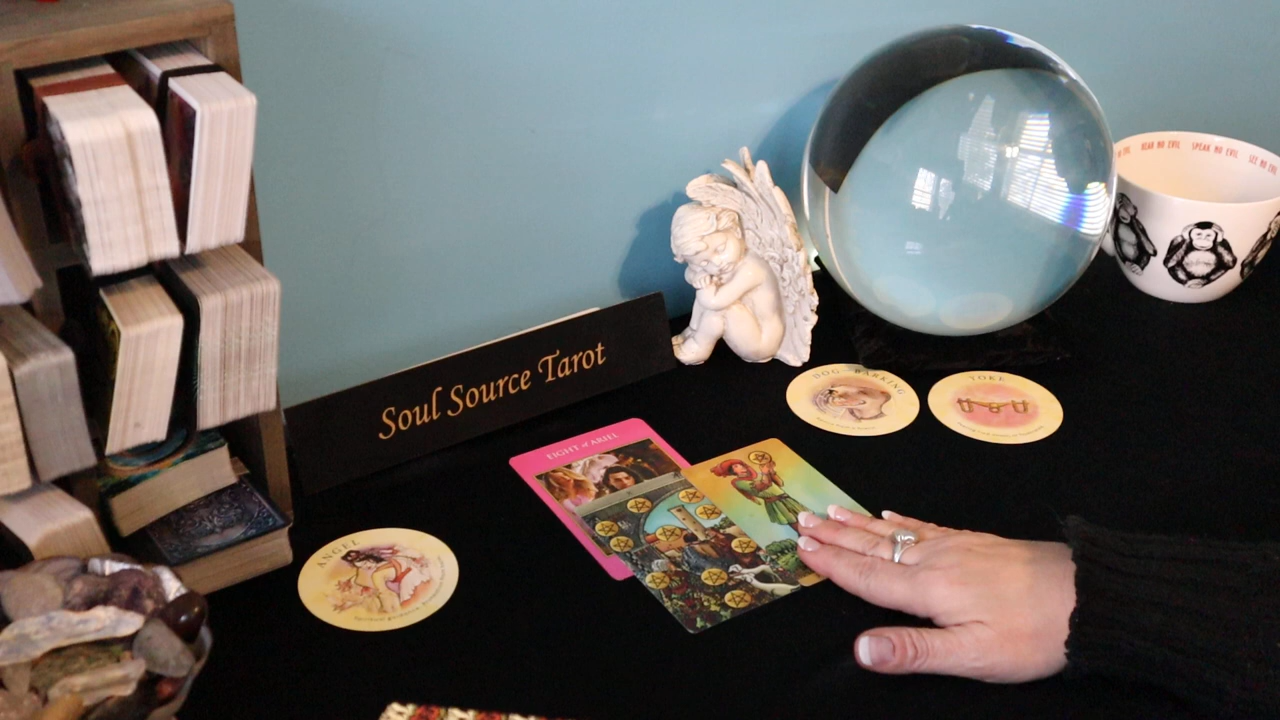 HEAR NO EVIL SPEAK NO EVIL SEE NO EVIL
Soul Source Tarot
DOG BARKING
YOKE
EIGHT of ARIEL
ANGEL